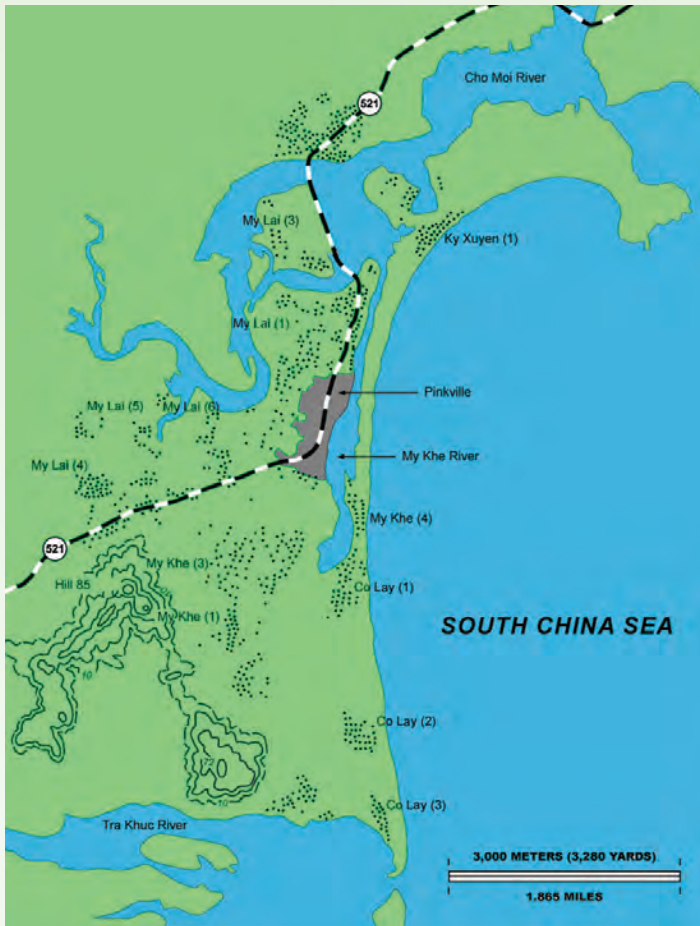 Cho Moi River
521
My Lai (3)
Ky Xuyen (1)
My Lai (1)
Pinkville
My Lai (5)
My Lai (6)
My Khe River
My Lai (4)
My Khe (4)
521
My Khe (3)
Hill 85
Co Lay (1)
My Khe (1)
SOUTH CHINA SEA
10
Co Lay (2)
10
Co Lay (3)
Tra Khuc River
3,000 METERS (3,280 YARDS)
1.865 MILES